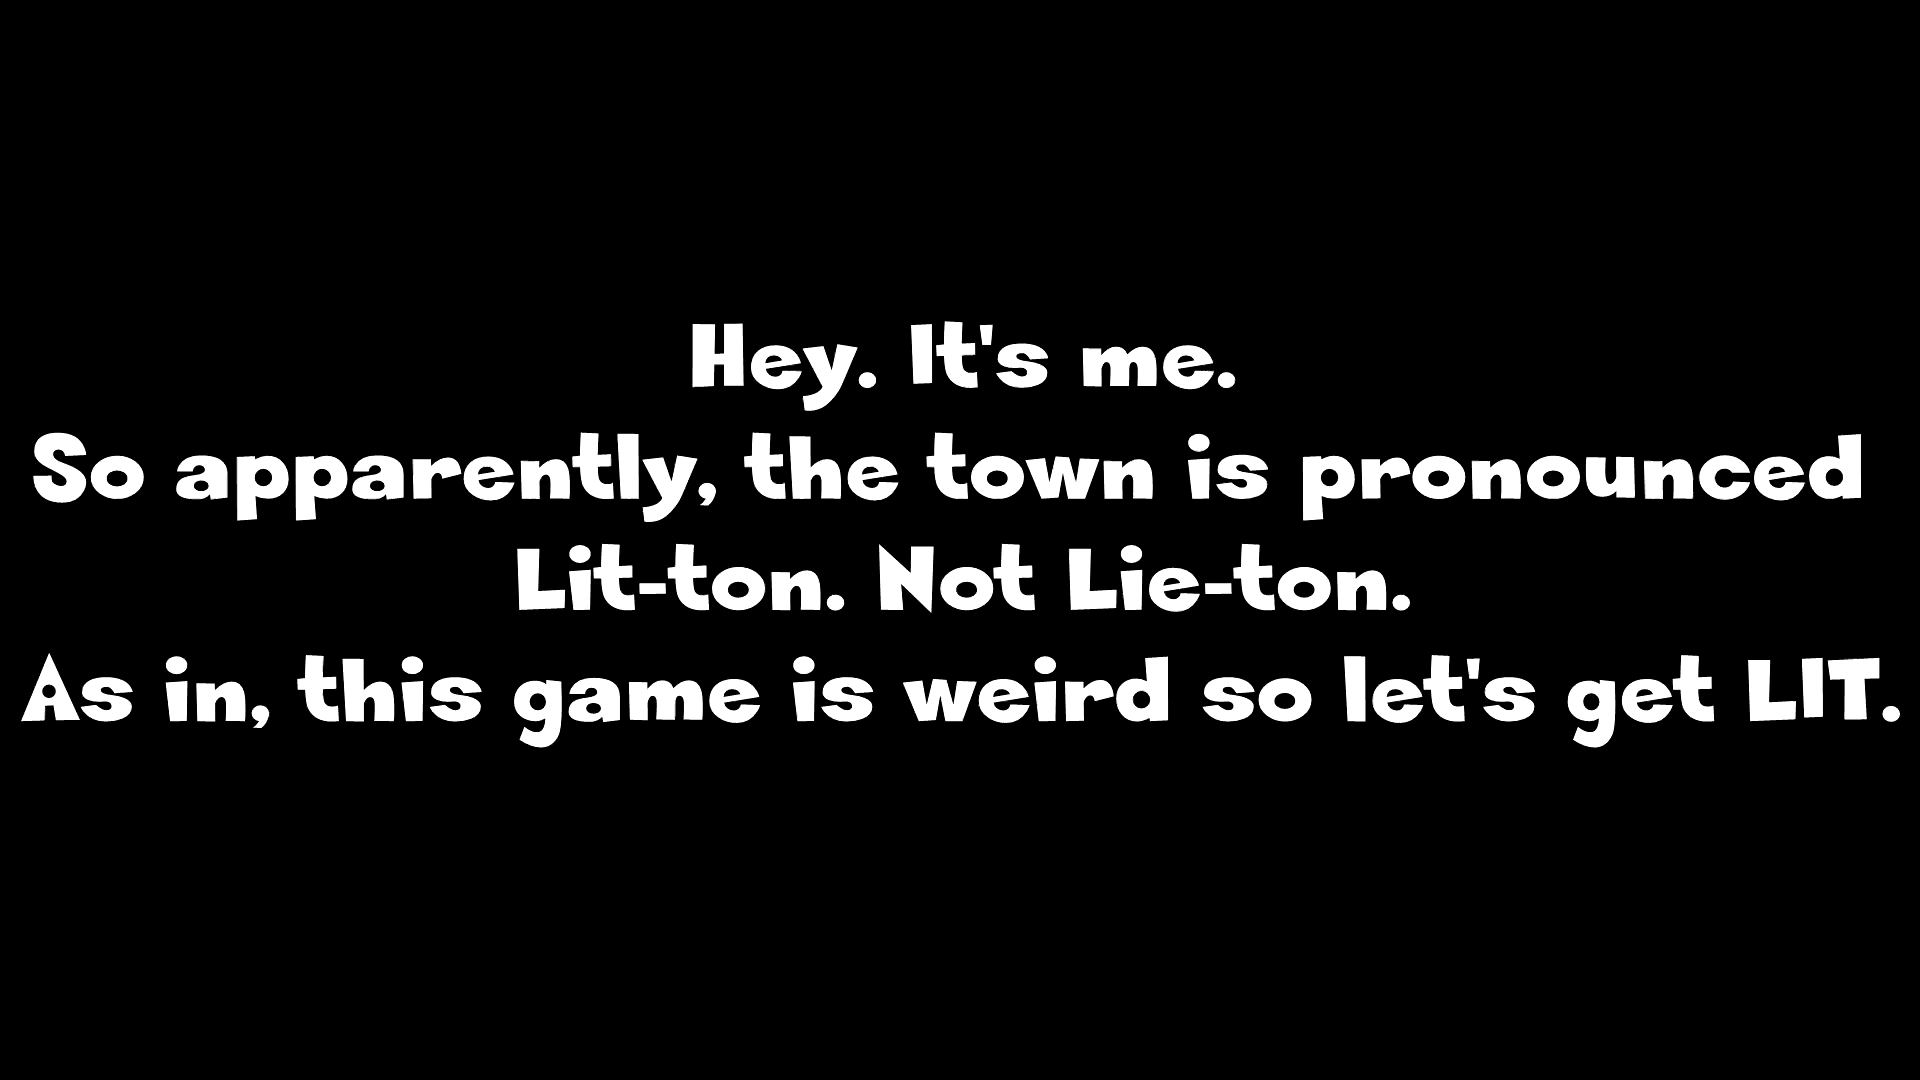 Hey. It's me.
So apparently, the town is pronounced
Lit-ton. Not Lie-ton.
As in, this game is weird so let's get LIT.